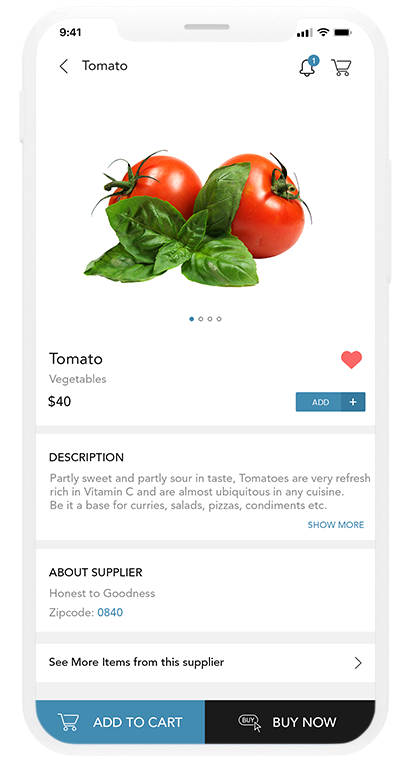 9:41
Tomato
1
Tomato
Vegetables
$40
ADD +
DESCRIPTION
Partly sweet and partly sour in taste, Tomatoes are very refresh
rich in Vitamin C and are almost ubiquitous in any cuisine.
Be it a base for curries, salads, pizzas, condiments etc.
SHOW MORE
ABOUT SUPPLIER
Honest to Goodness
Zipcode: 0840
See More Items from this supplier
ADD TO CART
BUY
BUY NOW